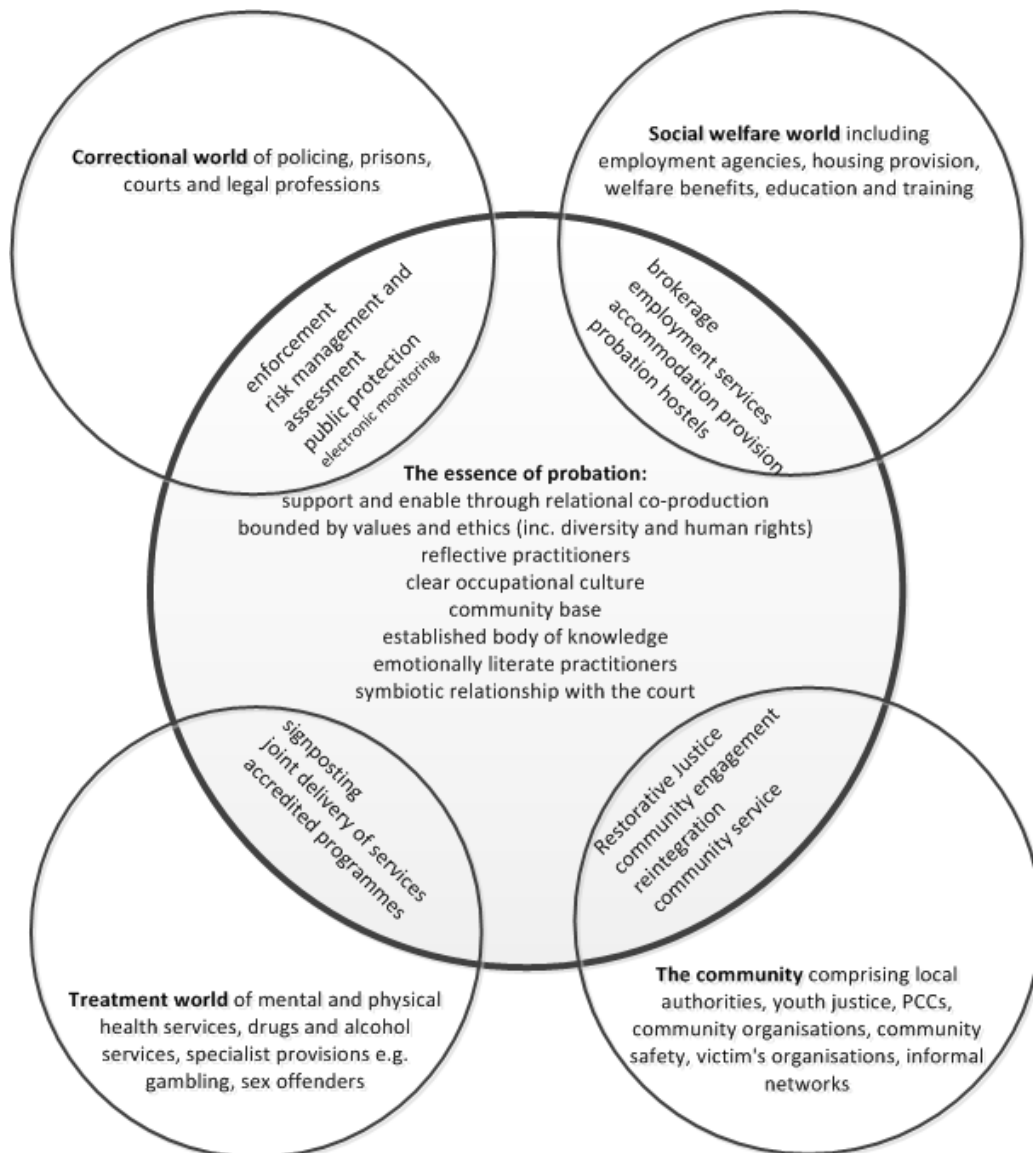 Correctional world of policing, prisons,
courts and legal professions
Social welfare world including
employment agencies, housing provision,
welfare benefits, education and training
enforcement
risk management and
assessment
public protection
electronic monitoring
brokerage
employment services
accommodation provision
probation hostels
The essence of probation:
support and enable through relational co-production
bounded by values and ethics (inc. diversity and human rights)
reflective practitioners
clear occupational culture
community base
established body of knowledge
emotionally literate practitioners
symbiotic relationship with the court
signposting
joint delivery of services
accredited programmes
Restorative Justice
community engagement
reintegration
community service
Treatment world of mental and physical
health services, drugs and alcohol
services, specialist provisions e.g.
gambling, sex offenders
The community comprising local
authorities, youth justice, PCCs,
community organisations, community
safety, victim's organisations, informal
networks